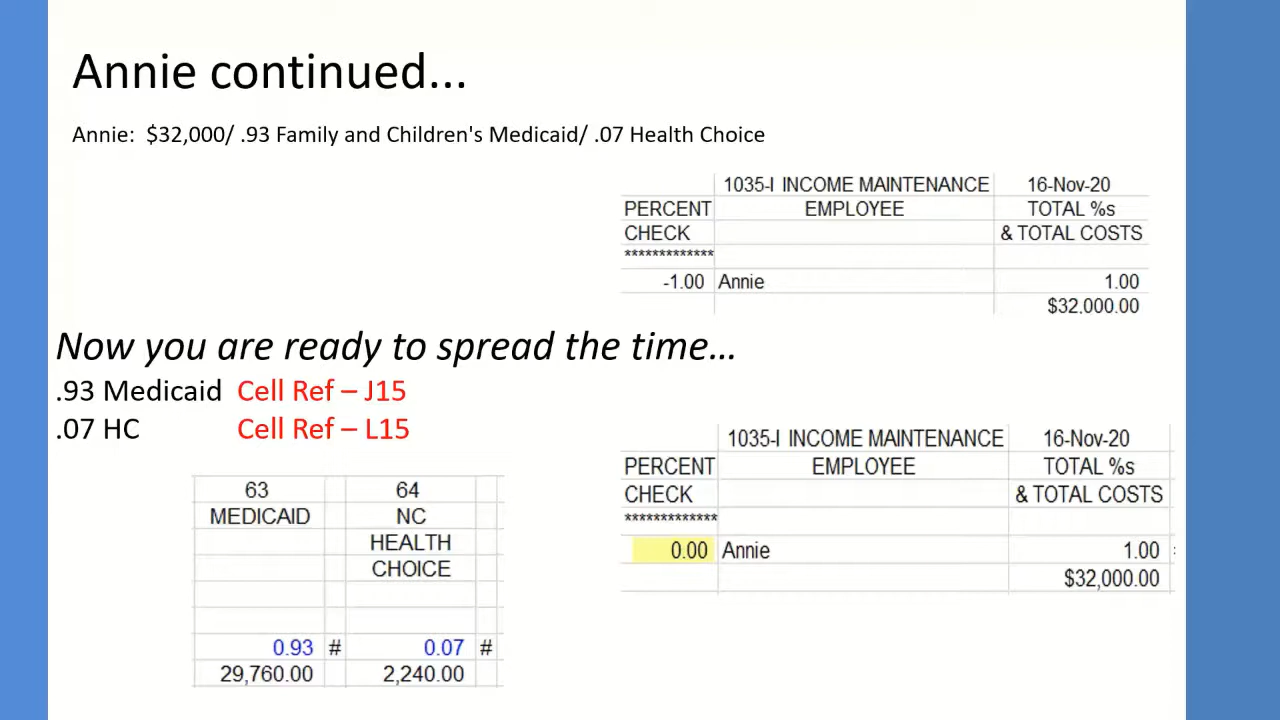 Annie continued...
Annie: $32,000/ .93 Family and Children's Medicaid/ .07 Health Choice
1035-I INCOME MAINTENANCE 16-Nov-20
PERCENT EMPLOYEE TOTAL %s
CHECK & TOTAL COSTS
*************
-1.00 Annie 1.00
$32,000.00
Now you are ready to spread the time...
.93 Medicaid Cell Ref – J15
.07 HC Cell Ref – L15
63 64
MEDICAID NC
HEALTH
CHOICE
0.93 # 0.07 #
29,760.00 2,240.00
1035-I INCOME MAINTENANCE 16-Nov-20
PERCENT EMPLOYEE TOTAL %s
CHECK & TOTAL COSTS
*************
0.00 Annie 1.00
$32,000.00